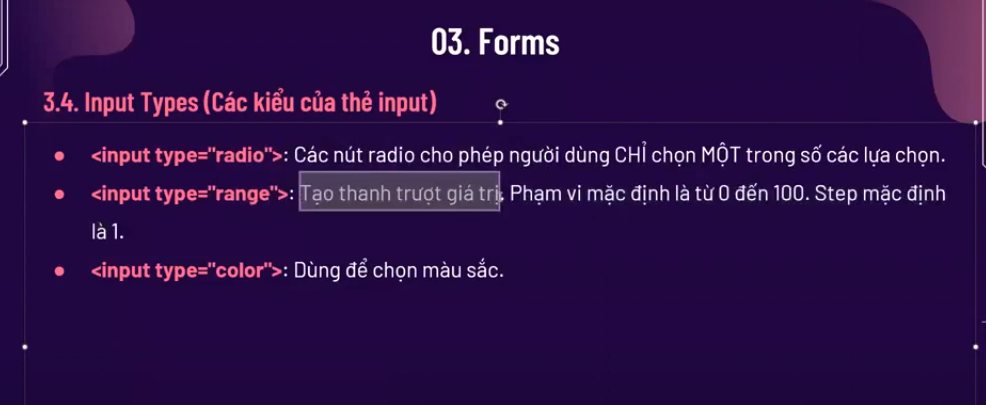 03. Forms
3.4. Input Types (Các kiểu của thẻ input)
● <input type="radio">: Các nút radio cho phép người dùng CHỈ chọn MỘT trong số các lựa chọn.
● <input type="range">: Tạo thanh trượt giá trị. Phạm vi mặc định là từ 0 đến 100. Step mặc định
là 1.
● <input type="color">: Dùng để chọn màu sắc.